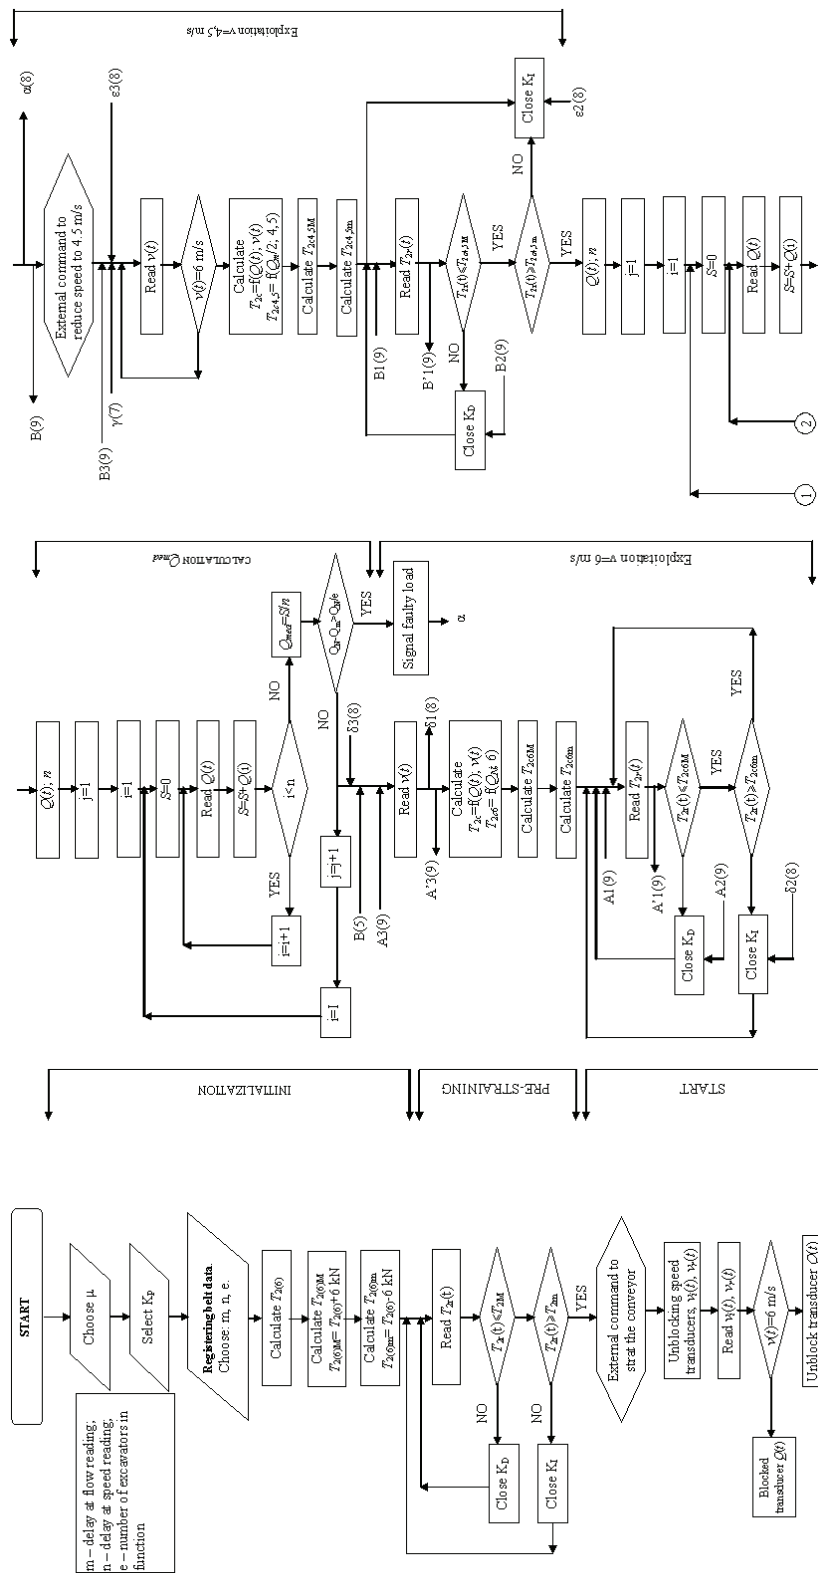 START
m – delay at flow reading;
n – delay at speed reading;
e – number of excavators in
function
Choose μ
Select Kp
Registering belt data.
Choose: m, n, e.
Calculate T2(6)
Calculate T2(6)M
T2(6)M= T2(6)+6 kN
Calculate T2(6)m
T2(6)m= T2(6)-6 kN
Read T2r(t)
T2r(t)≤T2M
NO
Close KD
T2r(t)≥T2m
NO
Close KI
YES
External command to
strat the conveyor
Unblocking speed
transducers, vt(t), vr(t)
v(t)=6 m/s
Blocked
transducer Q(t)
Unblock transducer Q(t)
INITIALIZATION
PRE-STRAINING
START
Q(t); n
j=1
i=1
S=0
Read Q(t)
S=S+Q(i)
i<n
YES
i=i+1
NO
Qmed=S/n
NO
YES
Signal faulty load
α
j=j+1
i=1
δ3(8)
B(5)
A3(9)
Read v(t)
δ1(8)
A'3(9)
Calculate
T2c=f(Q(t); v(t)
T2c6= f(QN; 6)
Calculate T2c6M
Calculate T2c6m
A1(9)
Read T2r(t)
A'1(9)
T2r(t)≤T2c6M
A2(9)
Close KD
YES
T2r(t)≥T2c6m
YES
Close KI
δ2(8)
CALCULATION Qmed
Exploitation v=6 m/s
α(8)
B(9)
External command to
reduce speed to 4.5 m/s
ε3(8)
B3(9)
γ(7)
Read v(t)
v(t)=6 m/s
Calculate
T2c=f(Q(t); v(t)
T2c4,5= f(QM/2; 4,5)
Calculate T2c4,5M
Calculate T2c4,5m
B1(9)
Read T2r(t)
B'1(9)
T2r(t)≤T2c4,5M
NO
Close KD
B2(9)
YES
T2r(t)≥T2c4,5m
NO
Close KI
ε2(8)
YES
Q(t); n
j=1
i=1
S=0
Read Q(t)
S=S+Q(i)
1
2
Exploitation v=4,5 m/s